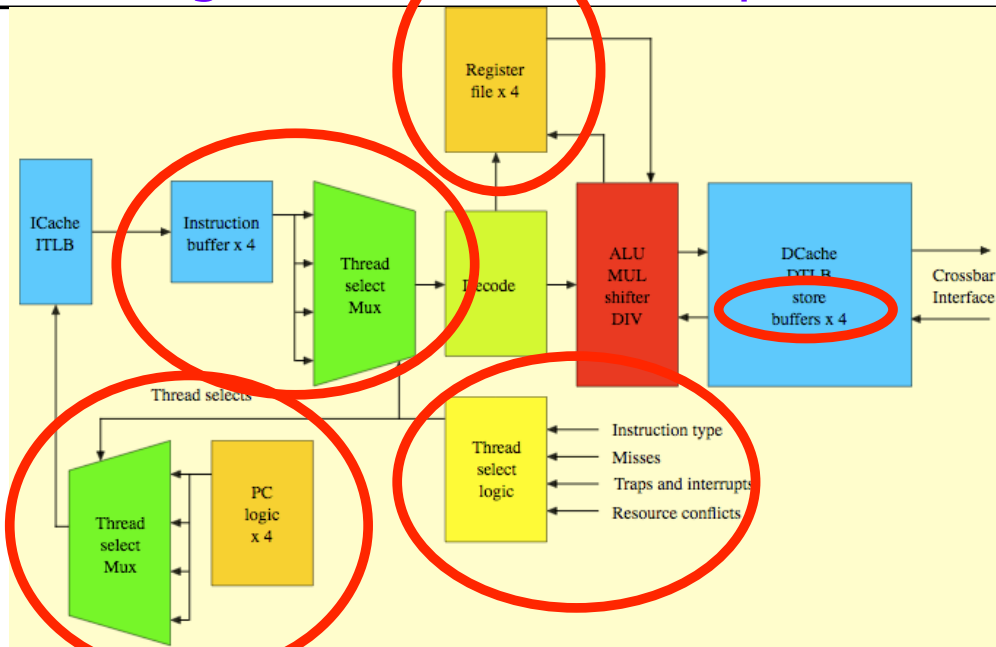 Register
file x 4
ICache
ITLB
Instruction
buffer x 4
Thread
select
Mux
Decode
ALU
MUL
shifter
DIV
DCache
DTLB
store
buffers x 4
Crossbar
Interface
Thread selects
Thread
select
Mux
PC
logic
x 4
Thread
select
logic
Instruction type
Misses
Traps and interrupts
Resource conflicts